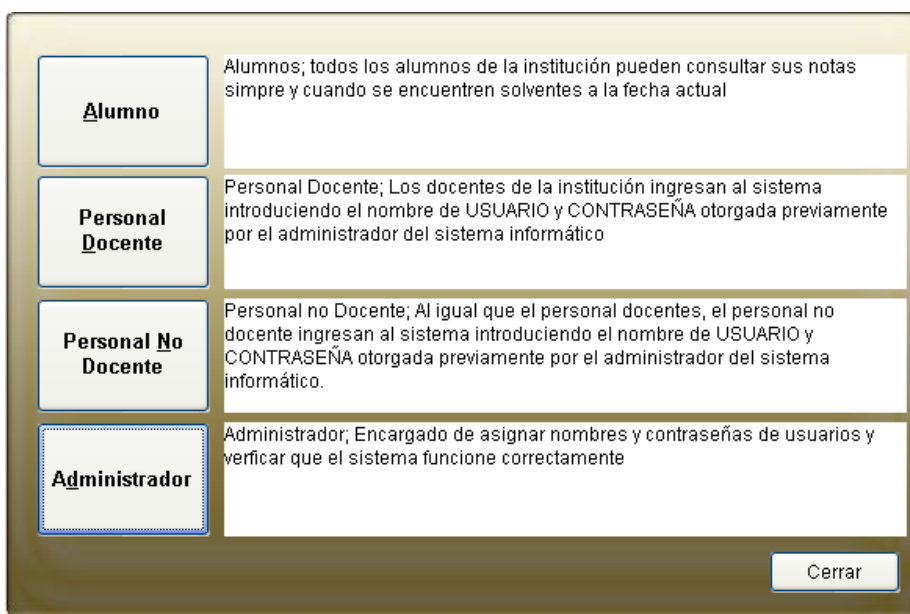 Alumno
Alumnos; todos los alumnos de la institución pueden consultar sus notas
simpre y cuando se encuentren solventes a la fecha actual
Personal
Docente
Personal Docente; Los docentes de la institución ingresan al sistema
introduciendo el nombre de USUARIO y CONTRASEÑA otorgada previamente
por el administrador del sistema informático
Personal No
Docente
Personal no Docente; Al igual que el personal docentes, el personal no
docente ingresan al sistema introduciendo el nombre de USUARIO y
CONTRASEÑA otorgada previamente por el administrador del sistema
informático.
Administrador
Administrador; Encargado de asignar nombres y contraseñas de usuarios y
verficar que el sistema funcione correctamente
Cerrar